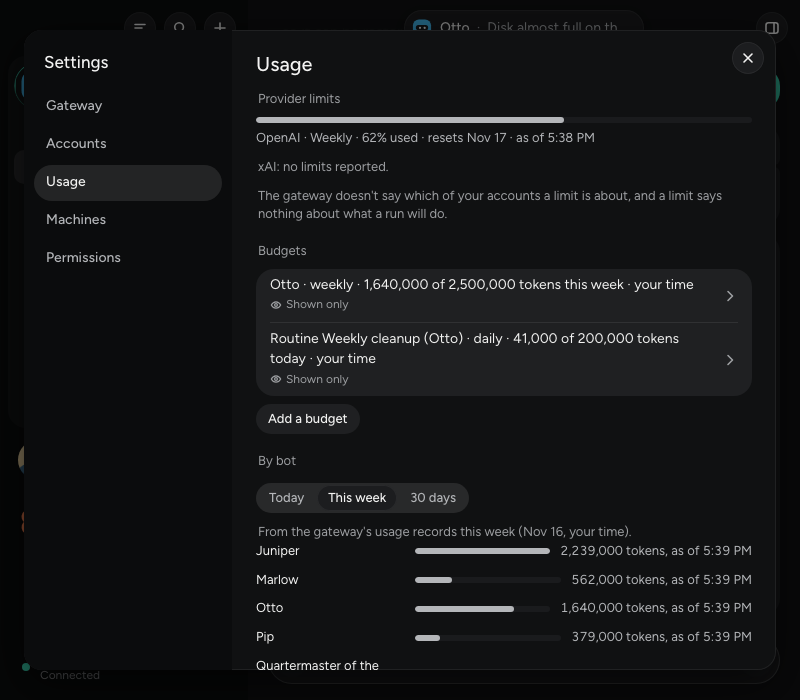 Otto · Disk almost full on th
Settings
Gateway
Accounts
Usage
Machines
Permissions
Connected
Usage
Provider limits
OpenAI · Weekly · 62% used · resets Nov 17 · as of 5:38 PM
xAI: no limits reported.
The gateway doesn't say which of your accounts a limit is about, and a limit says
nothing about what a run will do.
Budgets
Otto · weekly · 1,640,000 of 2,500,000 tokens this week · your time
Shown only
Routine Weekly cleanup (Otto) · daily · 41,000 of 200,000 tokens
today · your time
Shown only
Add a budget
By bot
Today This week 30 days
From the gateway's usage records this week (Nov 16, your time).
Juniper 2,239,000 tokens, as of 5:39 PM
Marlow 562,000 tokens, as of 5:39 PM
Otto 1,640,000 tokens, as of 5:39 PM
Pip 379,000 tokens, as of 5:39 PM
Quartermaster of the